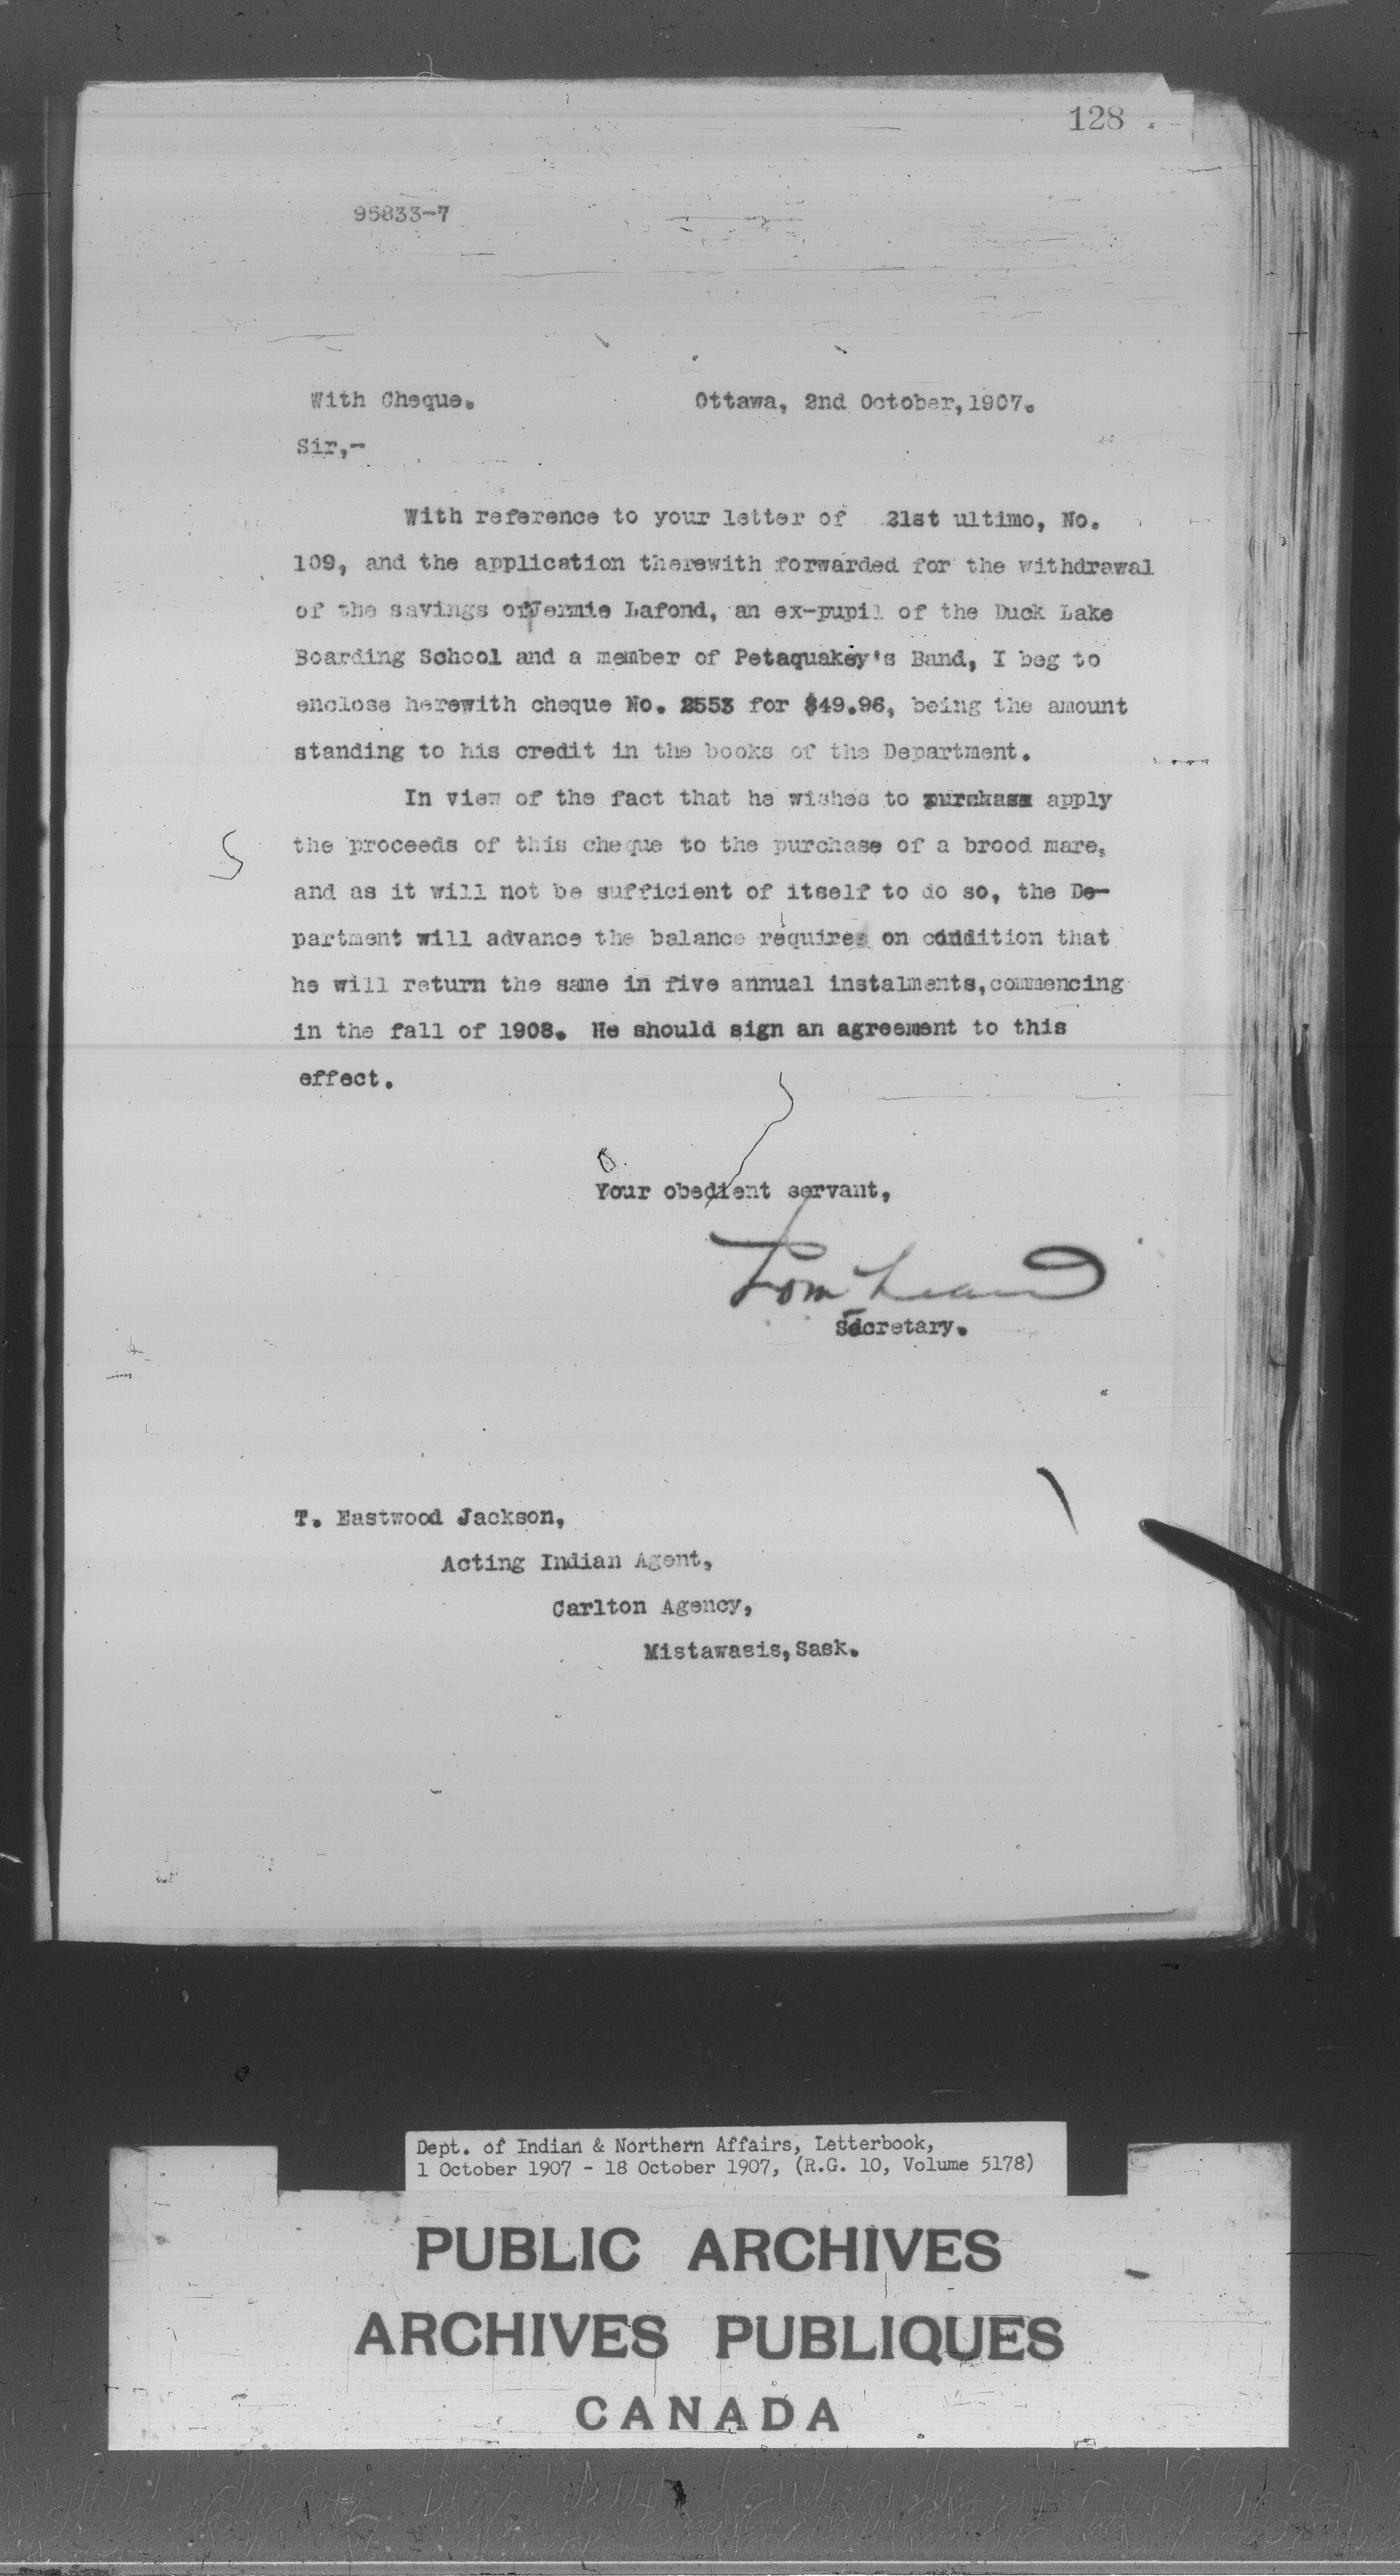 128
95833-7
With Cheque. Ottawa, 2nd October, 1907.
Sir,-
With reference to your letter of 21st ultimo, No.
109, and the application therewith forwarded for the withdrawal
of the savings of Jermie Lafond, an ex-pupil of the Duck Lake
Boarding School and a member of Petaquakey's Band, I beg to
enclose herewith cheque No. 2553 for $49.96, being the amount
standing to his credit in the books of the Department.
In view of the fact that he wishes to purchase apply
the proceeds of this cheque to the purchase of a brood mare,
and as it will not be sufficient of itself to do so, the De-
partment will advance the balance requires on condition that
he will return the same in five annual instalments, commencing
in the fall of 1908. He should sign an agreement to this
effect.
Your obedient servant,
Secretary.
T. Eastwood Jackson,
Acting Indian Agent,
Carlton Agency,
Mistawasis, Sask.
Dept. of Indian & Northern Affairs, Letterbook,
1 October 1907 - 18 October 1907, (R.G. 10, Volume 5178)
PUBLIC ARCHIVES
ARCHIVES PUBLIQUES
CANADA